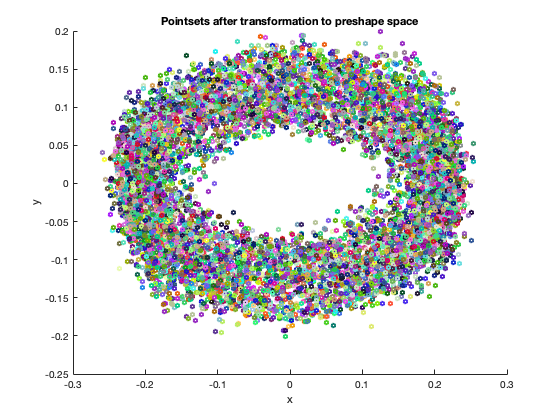 Pointsets after transformation to preshape space
0.2
0.15
0.1
0.05
0
-0.05
-0.1
-0.15
-0.2
-0.25
y
-0.3 -0.2 -0.1 0 0.1 0.2 0.3
x